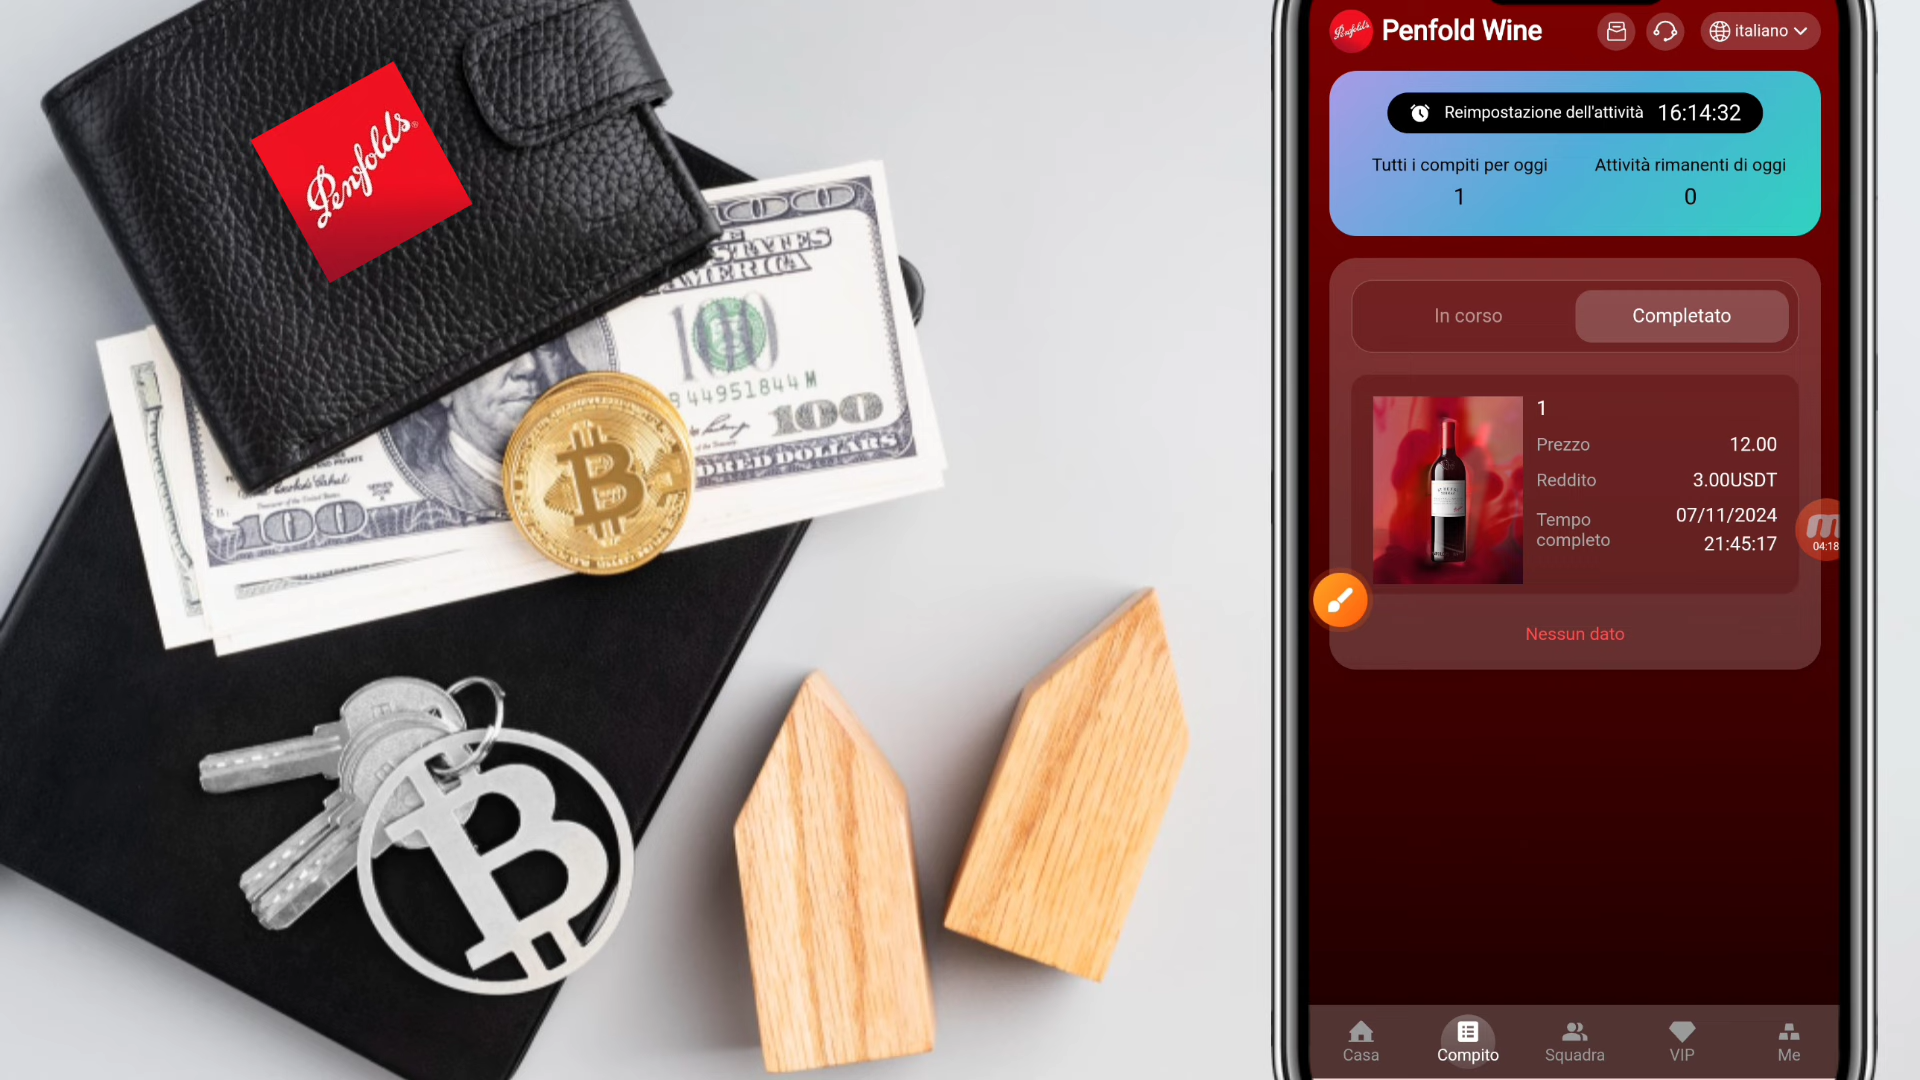 Penfolds
100
STATES
AMERICA
100
B 44951844 M
100
DRED DOLLARS
100
Penfolds
Penfold Wine
italiano
Reimpostazione dell'attività 16:14:32
Tutti i compiti per oggi
1
Attività rimanenti di oggi
0
In corso
Completato
1
Prezzo 12.00
Reddito 3.00USDT
Tempo completo
07/11/2024
21:45:17
04:18
Nessun dato
Casa
Compito
Squadra
VIP
Me